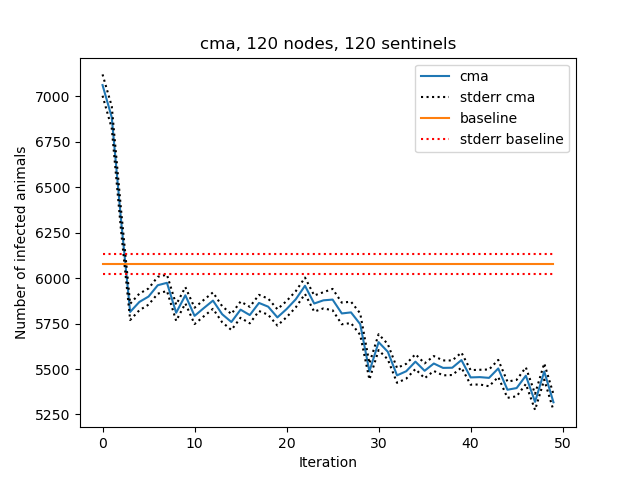 cma, 120 nodes, 120 sentinels
cma
stderr cma
baseline
stderr baseline
Number of infected animals
7000
6750
6500
6250
6000
5750
5500
5250
0 10 20 30 40 50
Iteration